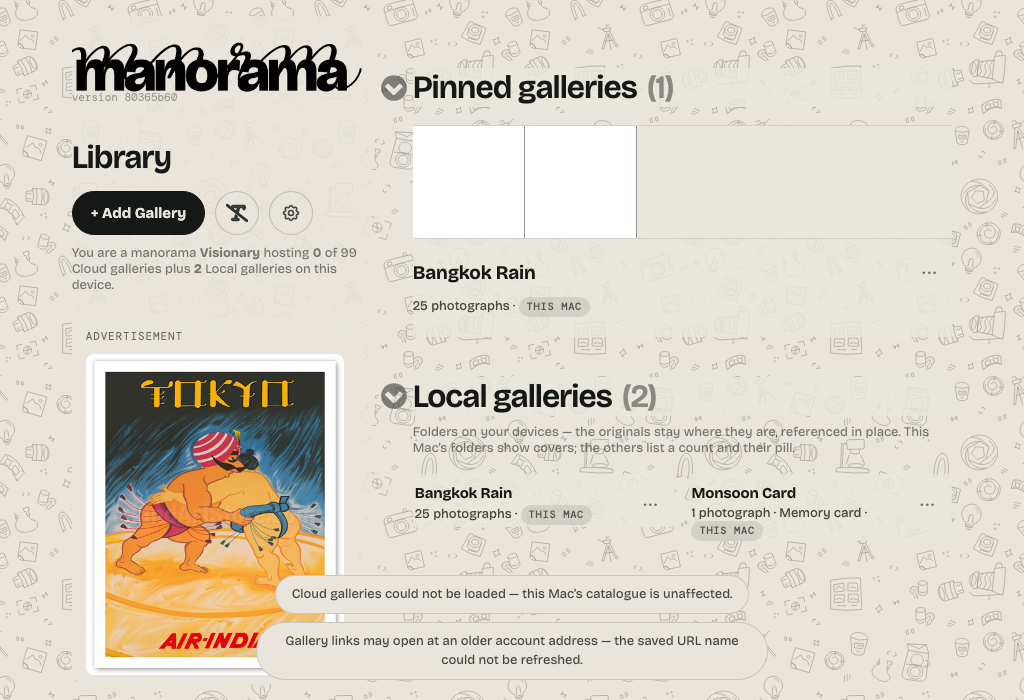 manorama
version 80365b60
Library
+ Add Gallery
You are a manorama Visionary hosting 0 of 99
Cloud galleries plus 2 Local galleries on this
device.
ADVERTISEMENT
TOKYO
AIR-INDI
Pinned galleries (1)
Bangkok Rain
25 photographs · THIS MAC
Local galleries (2)
Folders on your devices — the originals stay where they are, referenced in place. This
Mac's folders show covers; the others list a count and their pill.
Bangkok Rain
25 photographs · THIS MAC
Monsoon Card
1 photograph · Memory card ·
THIS MAC
Cloud galleries could not be loaded — this Mac's catalogue is unaffected.
Gallery links may open at an older account address — the saved URL name
could not be refreshed.